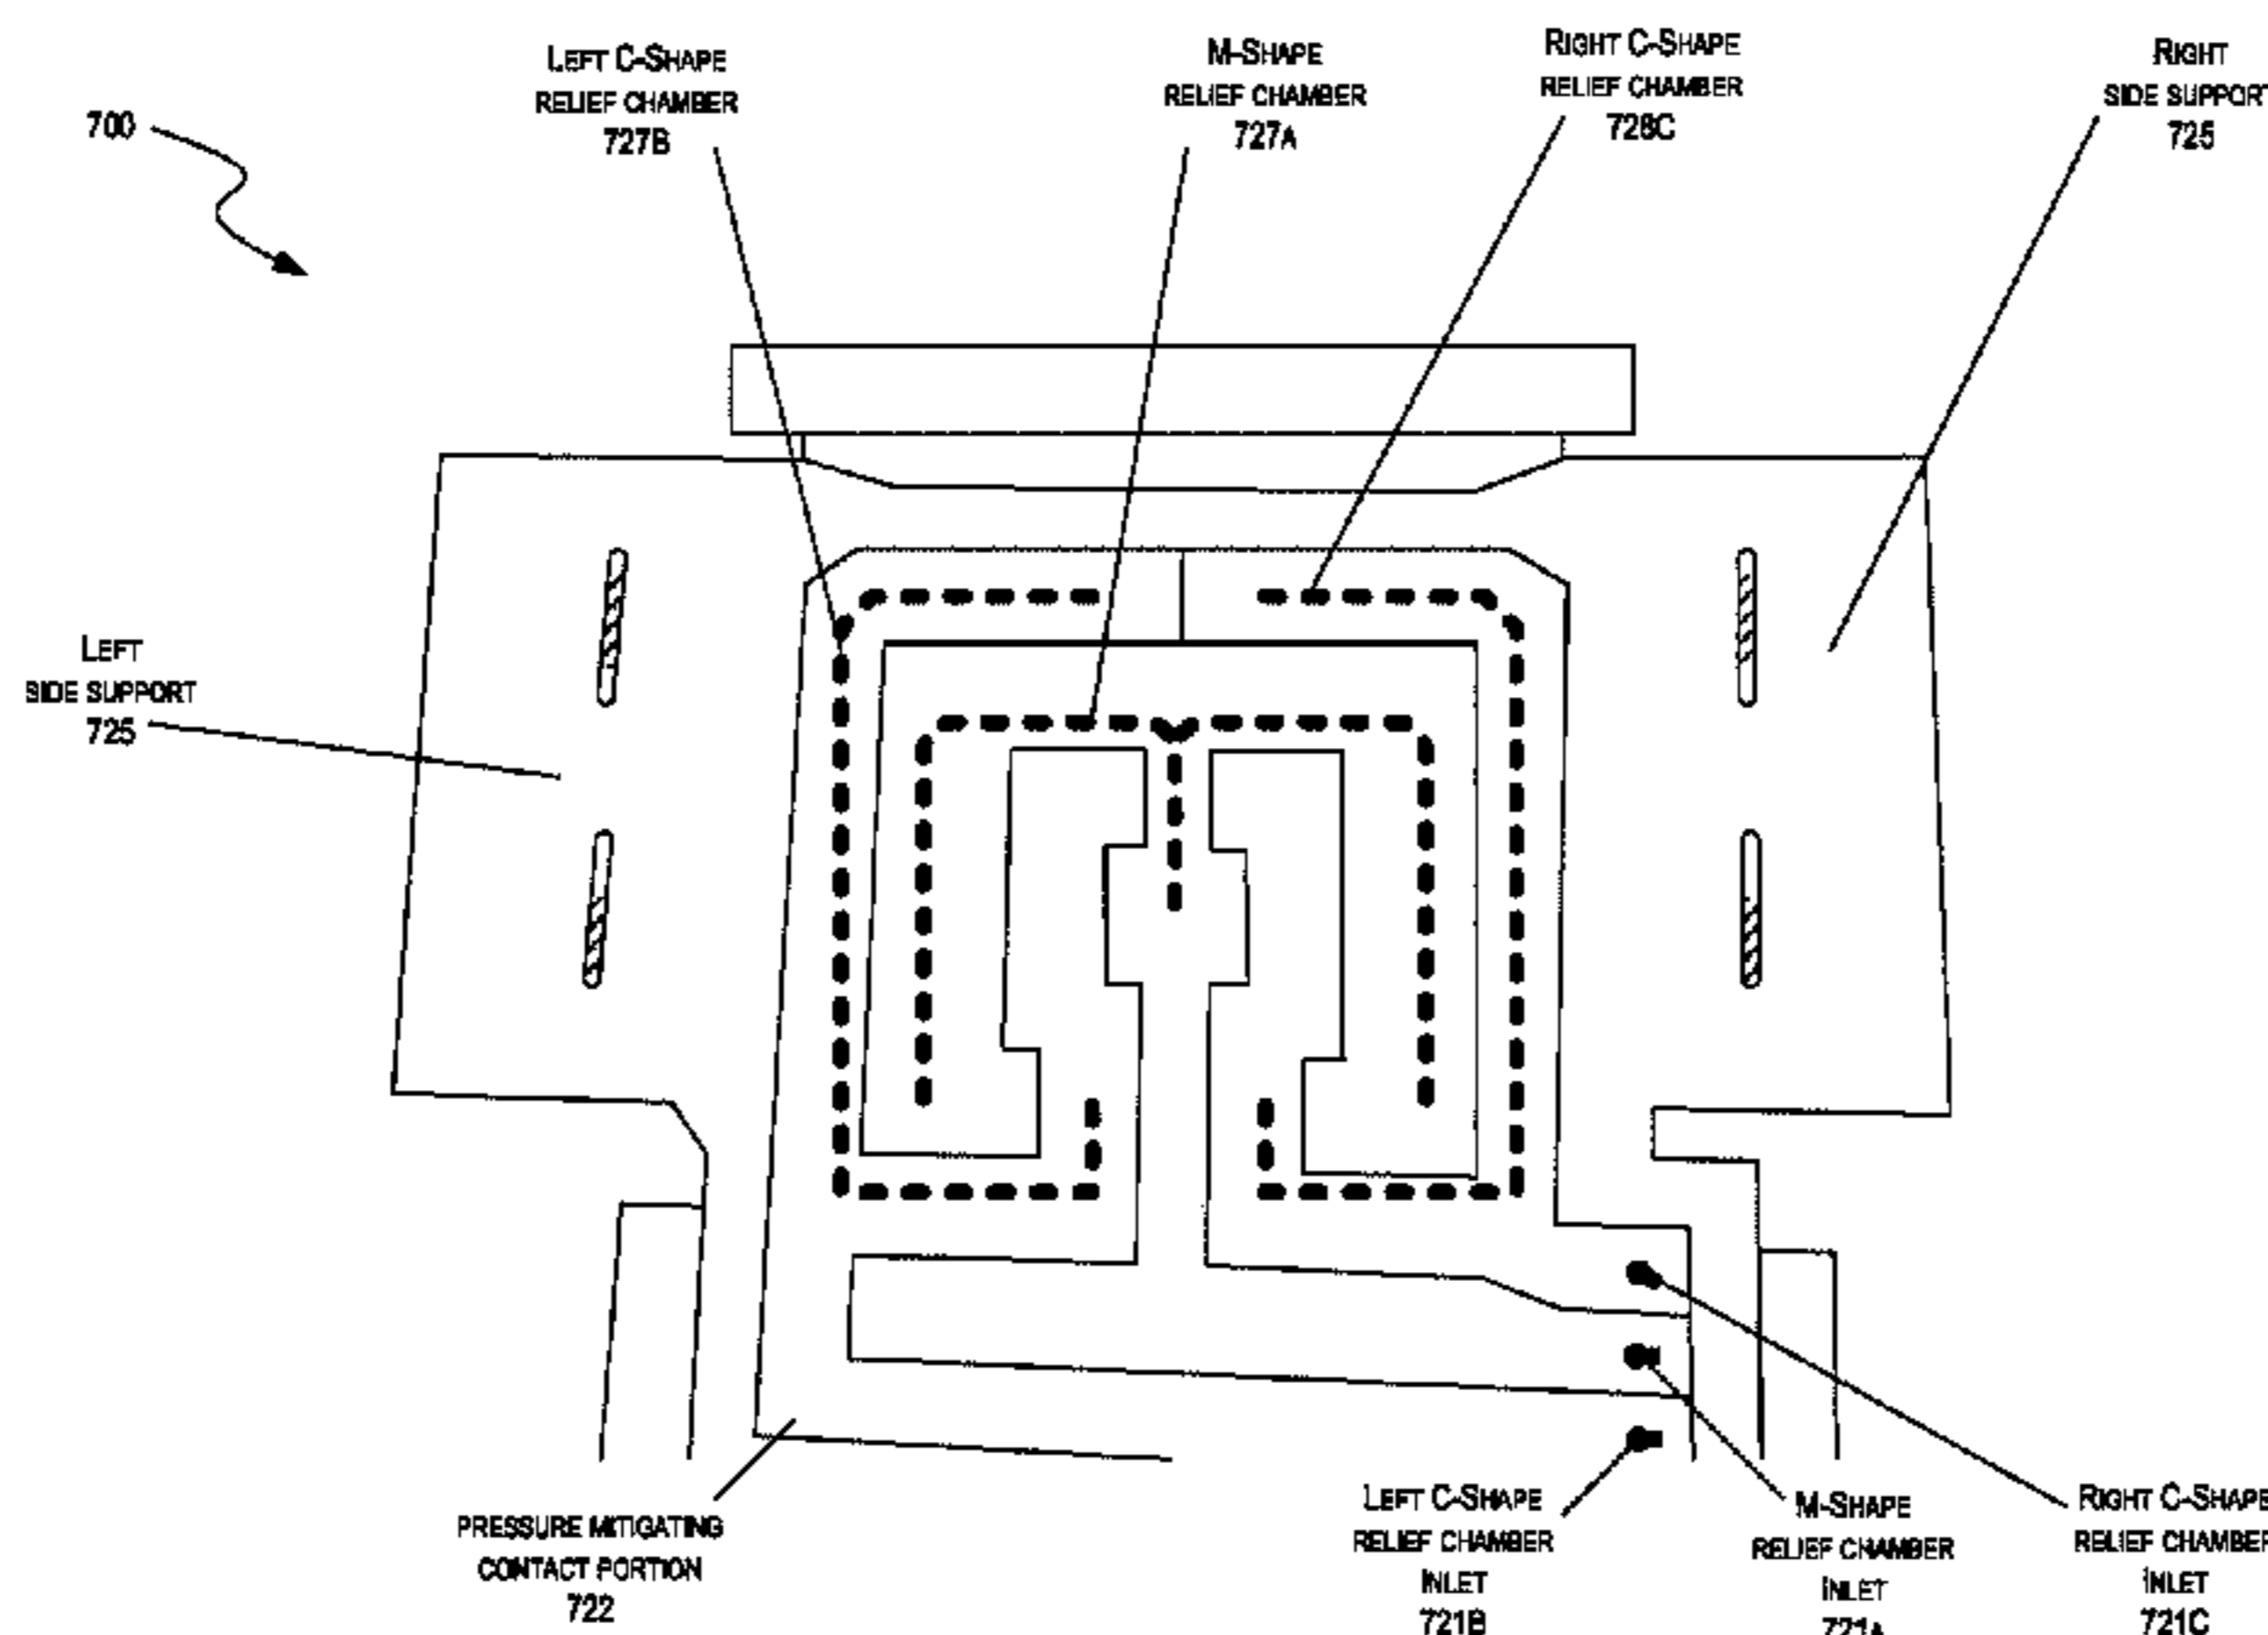 700
LEFT C-SHAPE
RELIEF CHAMBER
727B
M-SHAPE
RELIEF CHAMBER
727A
RIGHT C-SHAPE
RELIEF CHAMBER
728C
RIGHT
SIDE SUPPORT
725
LEFT
SIDE SUPPORT
725
PRESSURE MITIGATING
CONTACT PORTION
722
LEFT C-SHAPE
RELIEF CHAMBER
INLET
721B
M-SHAPE
RELIEF CHAMBER
INLET
721A
RIGHT C-SHAPE
RELIEF CHAMBER
INLET
721C